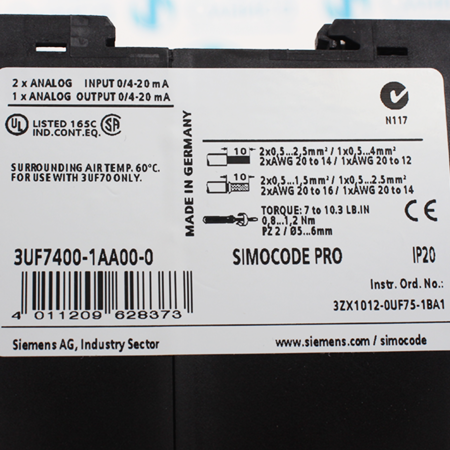 2 x ANALOG INPUT 0/4-20 mA
1 x ANALOG OUTPUT 0/4-20 mA
UL LISTED 165C SA
IND.CONT.EQ.
SURROUNDING AIR TEMP. 60°C.
FOR USE WITH 3UF70 ONLY.
MADE IN GERMANY
N117
10 2x0,5...2,5mm² / 1x0,5...4mm²
2xAWG 20 to 14 / 1xAWG 20 to 12
10 2x0,5...1,5mm² / 1x0,5...2.5mm²
2xAWG 20 to 16 / 1xAWG 20 to 14
TORQUE: 7 to 10.3 LB.IN
0,8...1,2 Nm
PZ 2 / Ø5...6mm
CE
3UF7400-1AA00-0
SIMOCODE PRO
IP20
Instr. Ord. No.:
3ZX1012-0UF75-1BA1
4 011209 628373
Siemens AG, Industry Sector
www.siemens.com / simocode